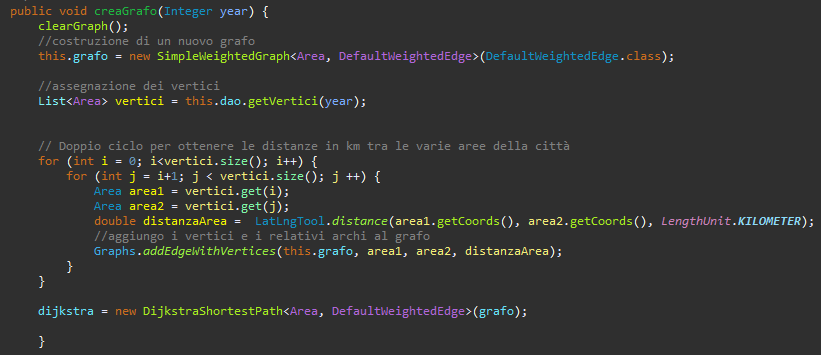 public void creaGrafo(Integer year) {
    clearGraph();
    //costruzione di un nuovo grafo
    this.grafo = new SimpleWeightedGraph<Area, DefaultWeightedEdge>(DefaultWeightedEdge.class);
    //assegnazione dei vertici
    List<Area> vertici = this.dao.getVertici(year);
    // Doppio ciclo per ottenere le distanze in km tra le varie aree della città
    for (int i = 0; i<vertici.size(); i++) {
        for (int j = i+1; j < vertici.size(); j ++) {
            Area area1 = vertici.get(i);
            Area area2 = vertici.get(j);
            double distanzaArea =  LatLngTool.distance(area1.getCoords(), area2.getCoords(), LengthUnit.KILOMETER);
            //aggiungo i vertici e i relativi archi al grafo
            Graphs.addEdgeWithVertices(this.grafo, area1, area2, distanzaArea);
        }
    }
    dijkstra = new DijkstraShortestPath<Area, DefaultWeightedEdge>(grafo);
    }